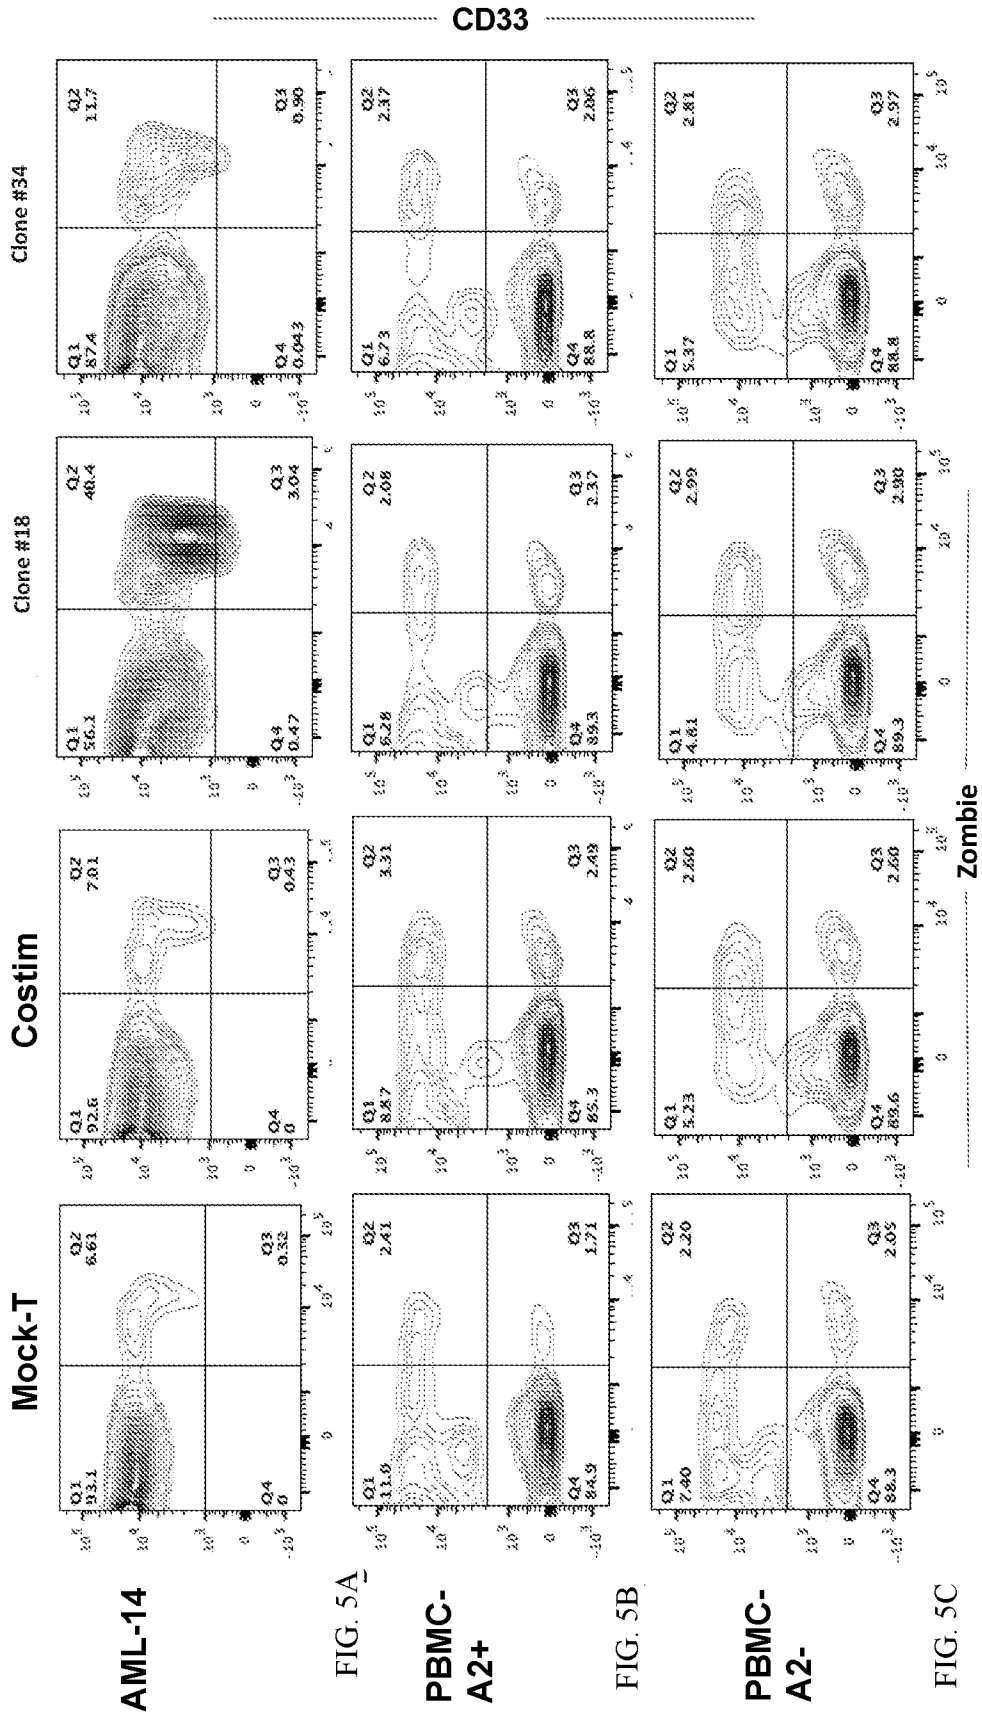 Mock-T
Costim
Clone #18
Clone #34
CD33
AML-14
Q1
93.1
Q2
6.61
Q3
0.32
Q4
0
Q1
92.6
Q2
7.01
Q3
0.43
Q4
0
Q1
56.1
Q2
40.4
Q3
3.04
Q4
0.47
Q1
87.4
Q2
11.7
Q3
0.90
Q4
0.043
FIG. 5A
PBMC-
A2+
Q1
11.0
Q2
2.41
Q3
1.71
Q4
84.9
Q1
8.87
Q2
3.31
Q3
2.49
Q4
85.3
Q1
6.28
Q2
2.08
Q3
2.37
Q4
89.3
Q1
6.73
Q2
2.37
Q3
2.06
Q4
88.8
FIG. 5B
PBMC-
A2-
Q1
7.40
Q2
2.20
Q3
2.05
Q4
88.3
Q1
5.23
Q2
2.60
Q3
2.60
Q4
89.6
Q1
4.81
Q2
2.99
Q3
2.90
Q4
89.3
Q1
5.37
Q2
2.81
Q3
2.97
Q4
88.8
FIG. 5C
Zombie